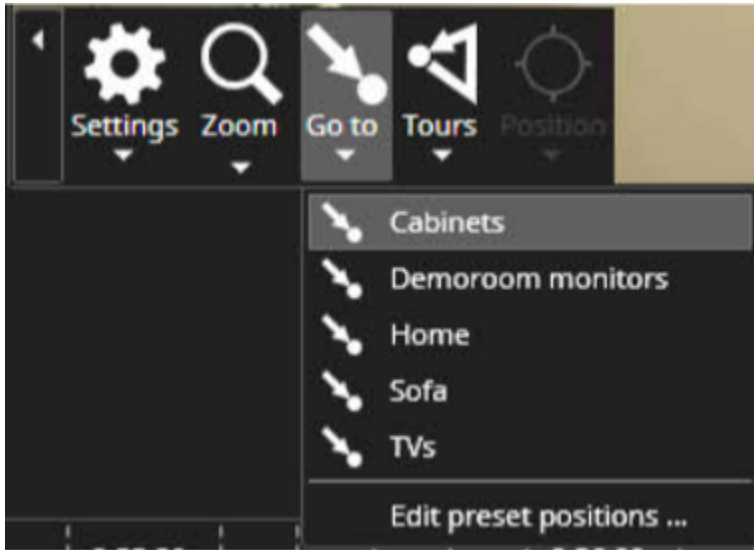 Settings Zoom Go to Tours Position
Cabinets
Demoroom monitors
Home
Sofa
TVs
Edit preset positions ...